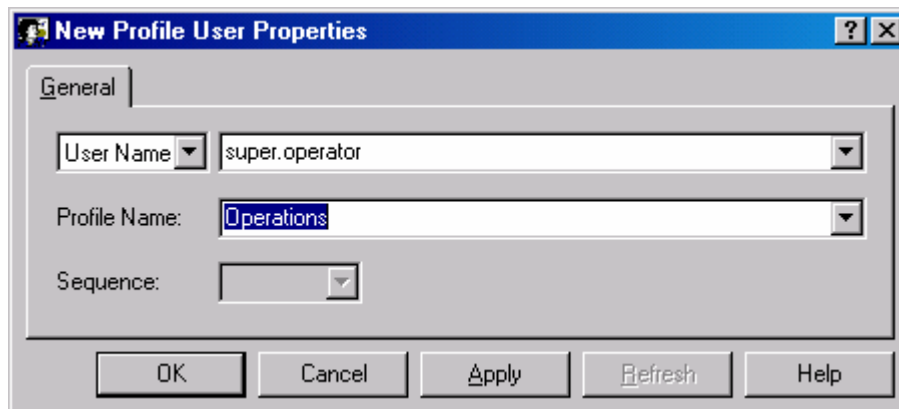 New Profile User Properties
General
User Name super.operator
Profile Name: Operations
Sequence:
OK Cancel Apply Refresh Help